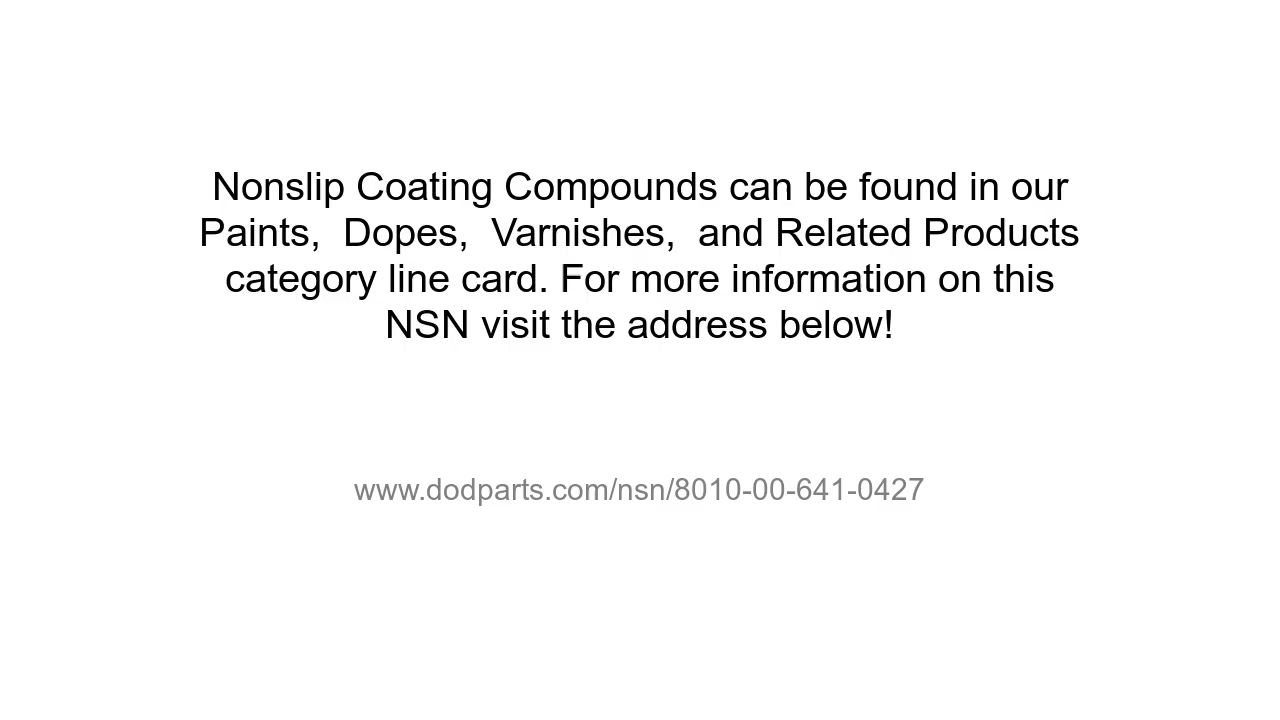 Nonslip Coating Compounds can be found in our
Paints,  Dopes,  Varnishes,  and Related Products
category line card. For more information on this
NSN visit the address below!
www.dodparts.com/nsn/8010-00-641-0427